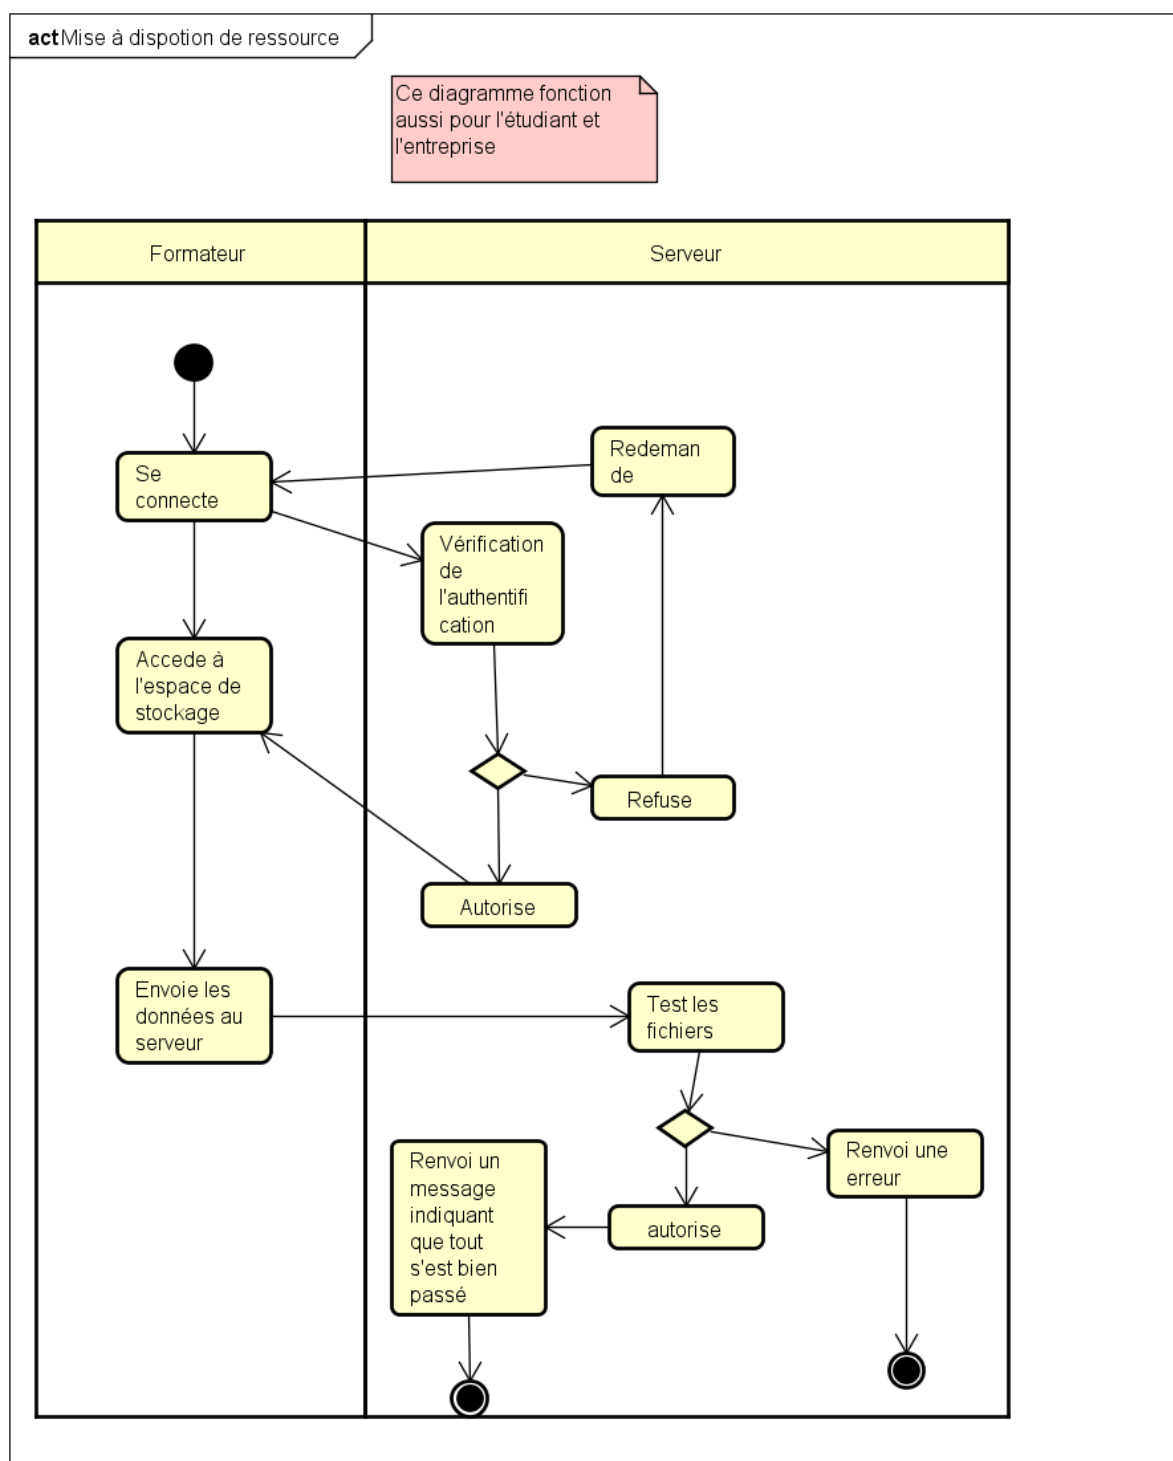 act Mise à dispotion de ressource
Ce diagramme fonction
aussi pour l'étudiant et
l'entreprise
Formateur
Serveur
Se
connecte
Redeman
de
Vérification
de
l'authentifi
cation
Accede à
l'espace de
stockage
Refuse
Autorise
Envoie les
données au
serveur
Test les
fichiers
Renvoi un
message
indiquant
que tout
s'est bien
passé
autorise
Renvoi une
erreur